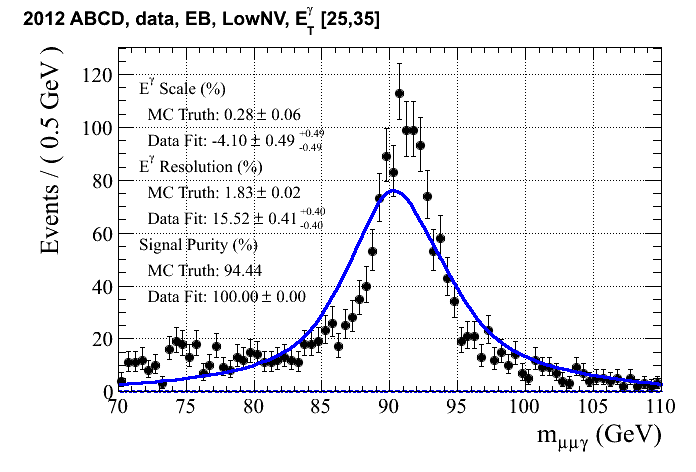 2012 ABCD, data, EB, LowNV, E_T^γ [25,35]
Events / ( 0.5 GeV )
120
100
80
60
40
20
0
E^γ Scale (%)
MC Truth: 0.28 ± 0.06
Data Fit: -4.10 ± 0.49 +0.49 -0.49
E^γ Resolution (%)
MC Truth: 1.83 ± 0.02
Data Fit: 15.52 ± 0.41 +0.40 -0.40
Signal Purity (%)
MC Truth: 94.44
Data Fit: 100.00 ± 0.00
70 75 80 85 90 95 100 105 110
m_μμγ (GeV)